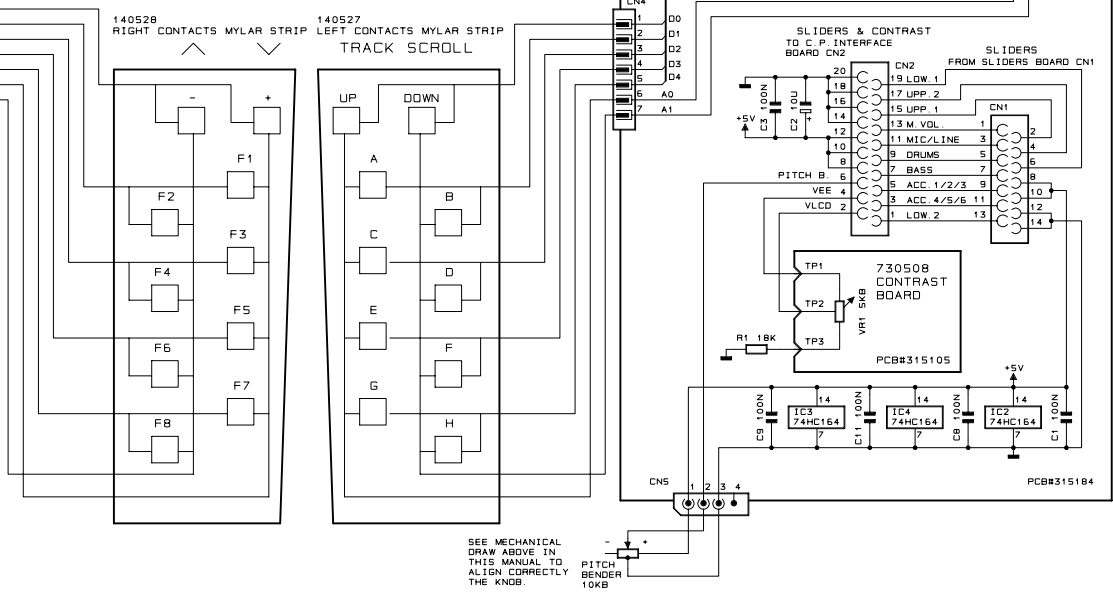 140528
RIGHT CONTACTS MYLAR STRIP
140527
LEFT CONTACTS MYLAR STRIP
TRACK SCROLL
- +
UP DOWN
F1
F2
F3
F4
F5
F6
F7
F8
A
B
C
D
E
F
G
H
CN4
1 D0
2 D1
3 D2
4 D3
5 D4
6 A0
7 A1
SLIDERS & CONTRAST
TO C.P. INTERFACE
BOARD CN2
CN2
SLIDERS
FROM SLIDERS BOARD CN1
CN1
+5V
C3 100N
C2 10U
+
20
18
16
14
12
10
8
PITCH B. 6
VEE 4
VLCD 2
19 LOW.1
17 UPP.2
15 UPP.1
13 M.VOL. 1
11 MIC/LINE 3
9 DRUMS 5
7 BASS 7
5 ACC.1/2/3 9
3 ACC.4/5/6 11
1 LOW.2 13
2
4
6
8
10
12
14
TP1
TP2
TP3
730508
CONTRAST
BOARD
VR1 5KB
PCB#315105
R1 18K
+5V
C9 100N
14
IC3
74HC164
7
C11 100N
14
IC4
74HC164
7
C8 100N
14
IC2
74HC164
7
C1 100N
PCB#315184
CN5
1 2 3 4
- +
SEE MECHANICAL
DRAW ABOVE IN
THIS MANUAL TO
ALIGN CORRECTLY
THE KNOB.
PITCH
BENDER
10KB